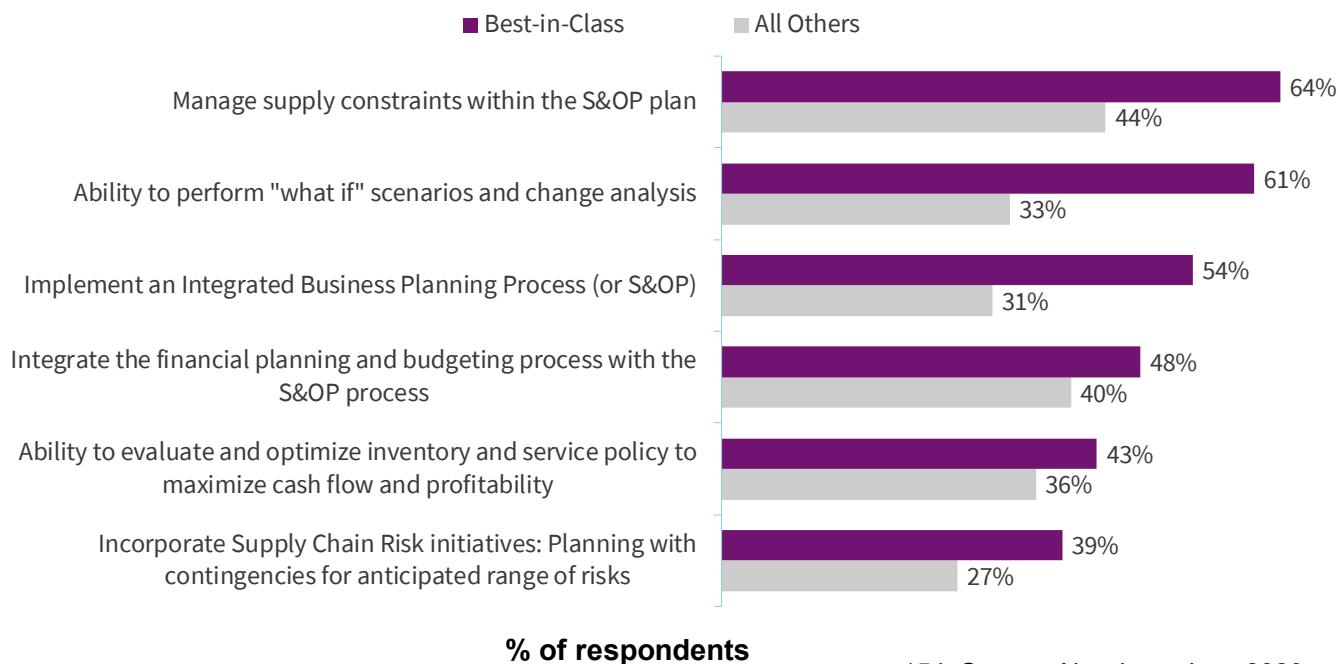 Best-in-Class
All Others
Manage supply constraints within the S&OP plan
64%
44%
Ability to perform "what if" scenarios and change analysis
61%
33%
Implement an Integrated Business Planning Process (or S&OP)
54%
31%
Integrate the financial planning and budgeting process with the
S&OP process
48%
40%
Ability to evaluate and optimize inventory and service policy to
maximize cash flow and profitability
43%
36%
Incorporate Supply Chain Risk initiatives: Planning with
contingencies for anticipated range of risks
39%
27%
% of respondents